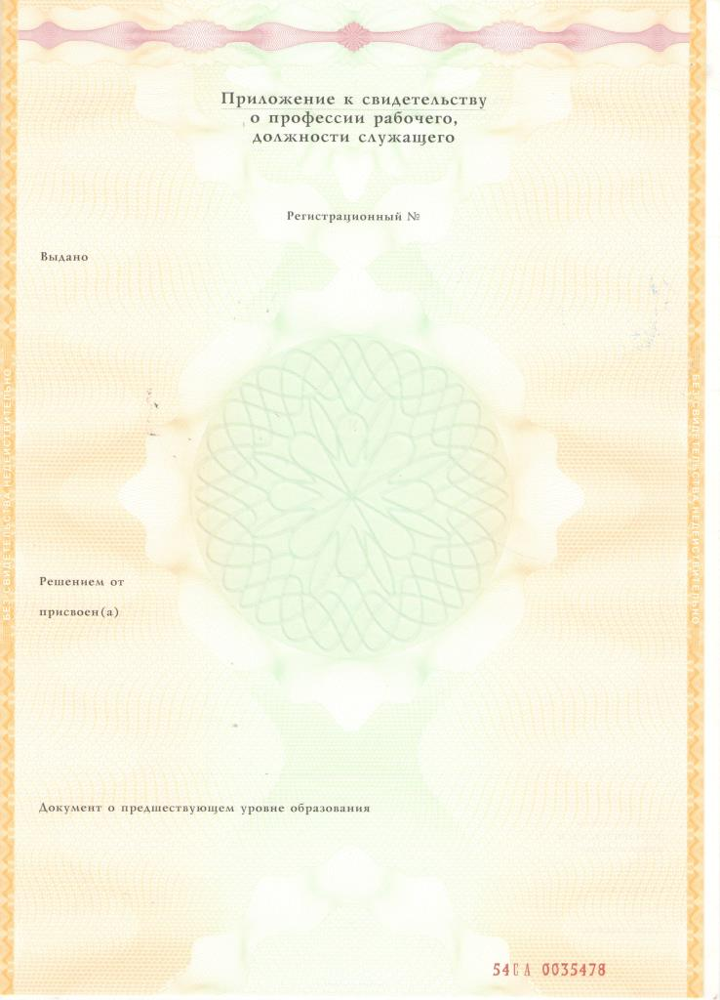 Приложение к свидетельству
о профессии рабочего,
должности служащего
Регистрационный №
Выдано
БЕЗ СВИДЕТЕЛЬСТВА НЕДЕЙСТВИТЕЛЬНО
БЕЗ СВИДЕТЕЛЬСТВА НЕДЕЙСТВИТЕЛЬНО
Решением от
присвоен(а)
Документ о предшествующем уровне образования
54СА 0035478